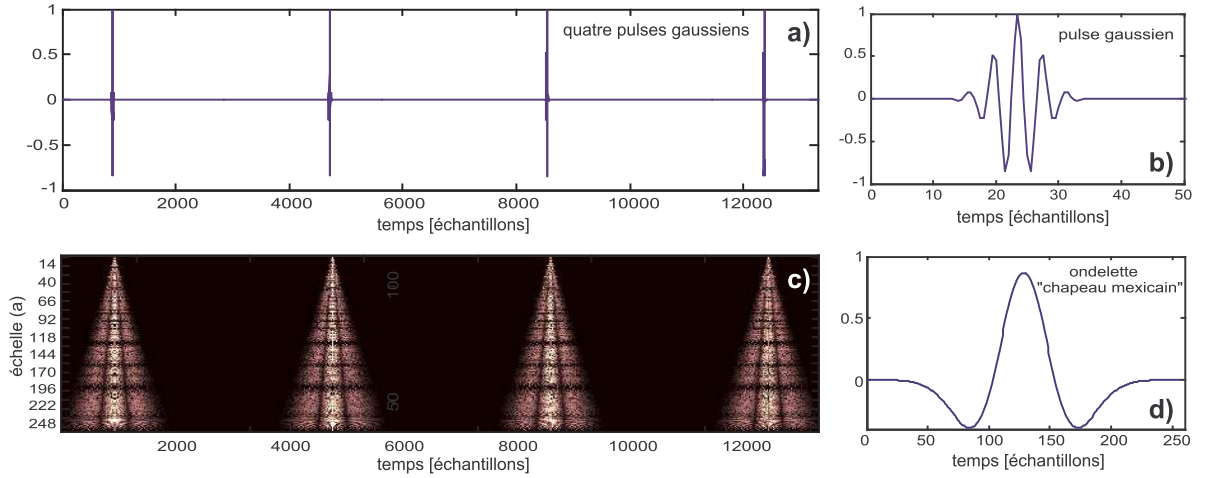 quatre pulses gaussiens
a)
1
0.5
0
-0.5
-1
0 2000 4000 6000 8000 10000 12000
temps [échantillons]
pulse gaussien
b)
1
0.5
0
-0.5
-1
0 10 20 30 40 50
temps [échantillons]
c)
échelle (a)
14
40
66
92
118
144
170
196
222
248
100
50
2000 4000 6000 8000 10000 12000
temps [échantillons]
ondelette
"chapeau mexicain"
d)
1
0.5
0
0 50 100 150 200 250
temps [échantillons]